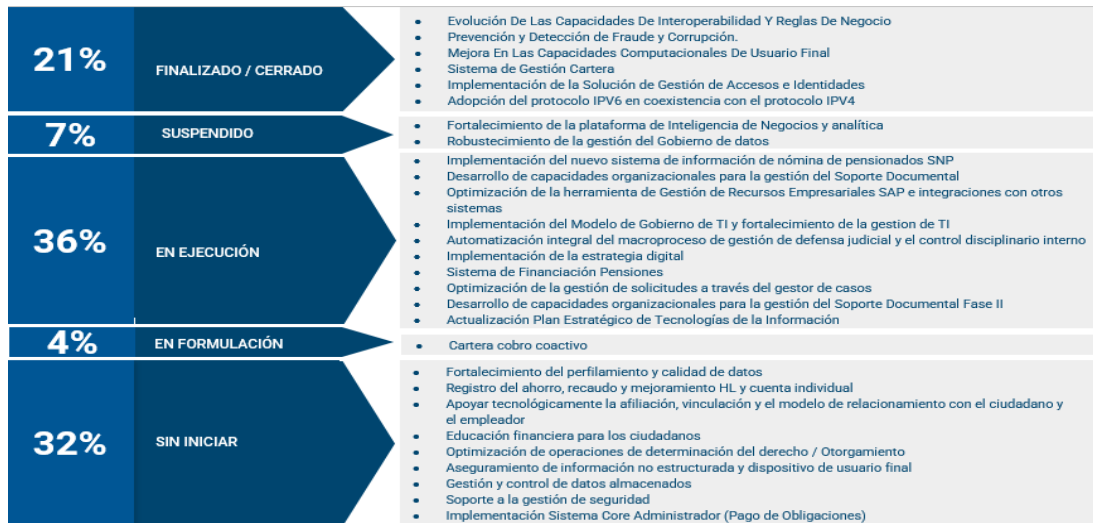 21%
FINALIZADO / CERRADO
• Evolución De Las Capacidades De Interoperabilidad Y Reglas De Negocio
• Prevención y Detección de Fraude y Corrupción.
• Mejora En Las Capacidades Computacionales De Usuario Final
• Sistema de Gestión Cartera
• Implementación de la Solución de Gestión de Accesos e Identidades
• Adopción del protocolo IPV6 en coexistencia con el protocolo IPV4
7%
SUSPENDIDO
• Fortalecimiento de la plataforma de Inteligencia de Negocios y analítica
• Robustecimiento de la gestión del Gobierno de datos
36%
EN EJECUCIÓN
• Implementación del nuevo sistema de información de nómina de pensionados SNP
• Desarrollo de capacidades organizacionales para la gestión del Soporte Documental
• Optimización de la herramienta de Gestión de Recursos Empresariales SAP e integraciones con otros
sistemas
• Implementación del Modelo de Gobierno de TI y fortalecimiento de la gestion de TI
• Automatización integral del macroproceso de gestión de defensa judicial y el control disciplinario interno
• Implementación de la estrategia digital
• Sistema de Financiación Pensiones
• Optimización de la gestión de solicitudes a través del gestor de casos
• Desarrollo de capacidades organizacionales para la gestión del Soporte Documental Fase II
• Actualización Plan Estratégico de Tecnologías de la Información
4%
EN FORMULACIÓN
• Cartera cobro coactivo
32%
SIN INICIAR
• Fortalecimiento del perfilamiento y calidad de datos
• Registro del ahorro, recaudo y mejoramiento HL y cuenta individual
• Apoyar tecnológicamente la afiliación, vinculación y el modelo de relacionamiento con el ciudadano y
el empleador
• Educación financiera para los ciudadanos
• Optimización de operaciones de determinación del derecho / Otorgamiento
• Aseguramiento de información no estructurada y dispositivo de usuario final
• Gestión y control de datos almacenados
• Soporte a la gestión de seguridad
• Implementación Sistema Core Administrador (Pago de Obligaciones)